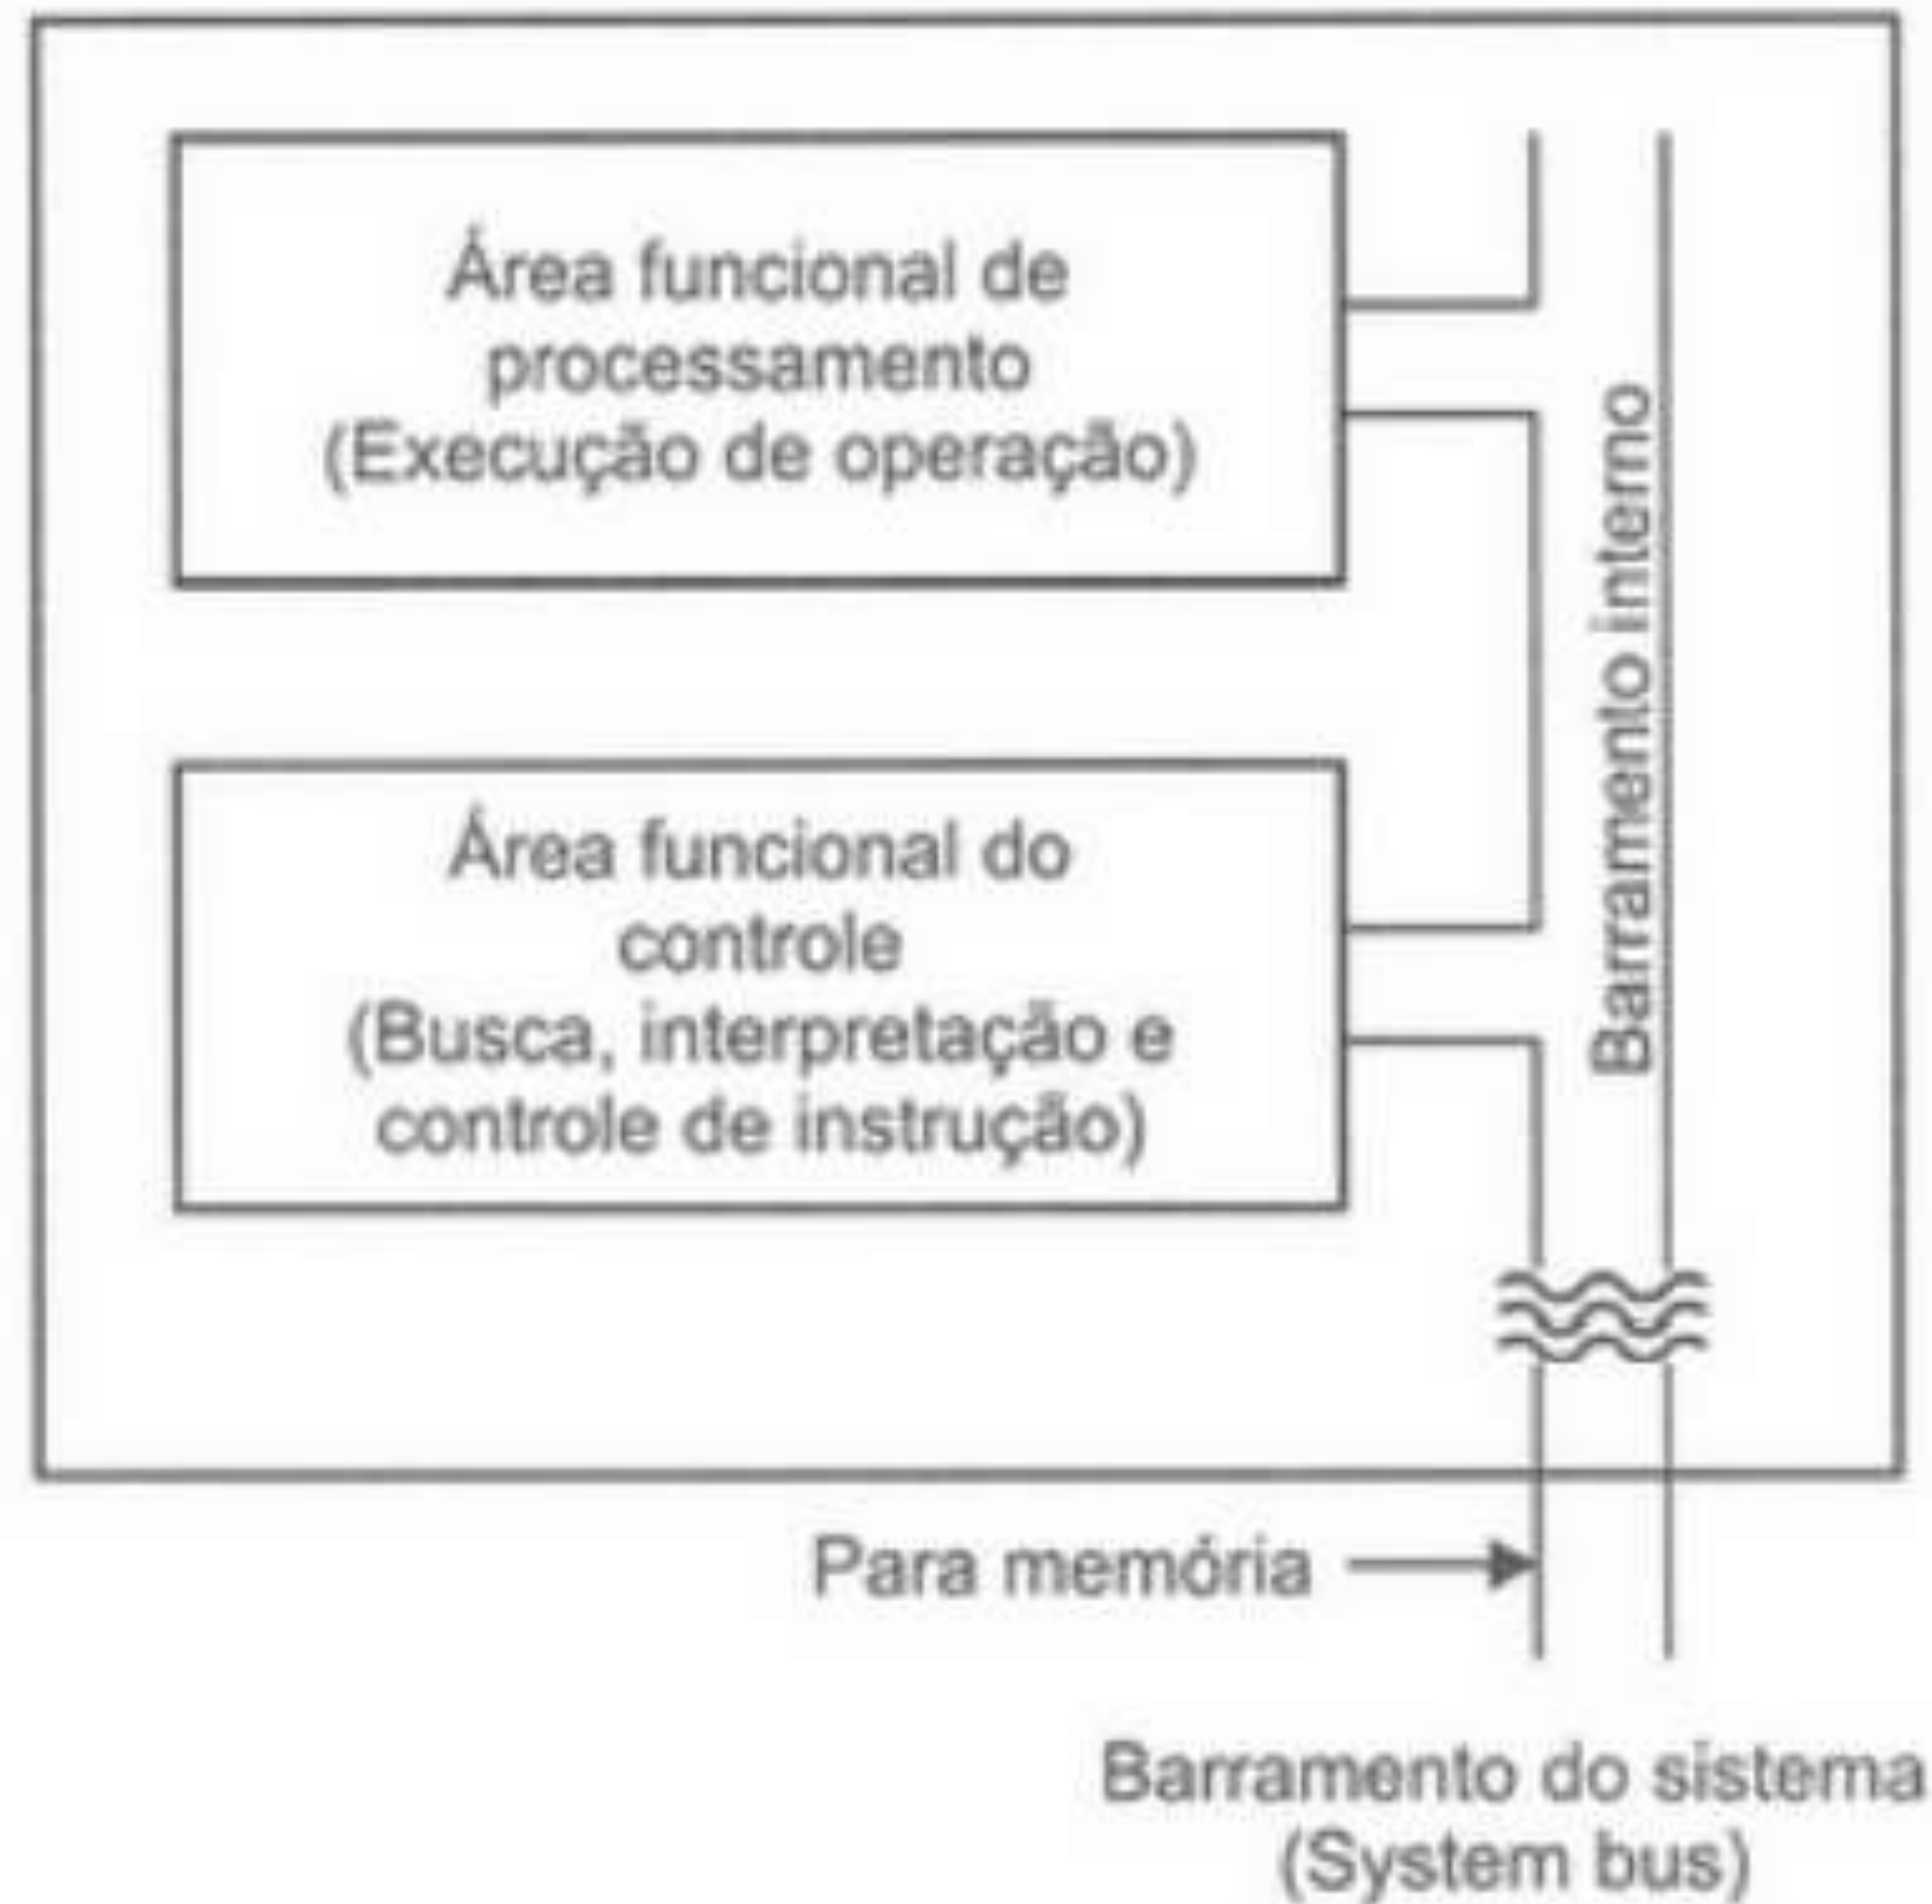 Área funcional de
processamento
(Execução de operação)
Barramento interno
Área funcional do
controle
(Busca, interpretação e
controle de instrução)
Para memória
Barramento do sistema
(System bus)